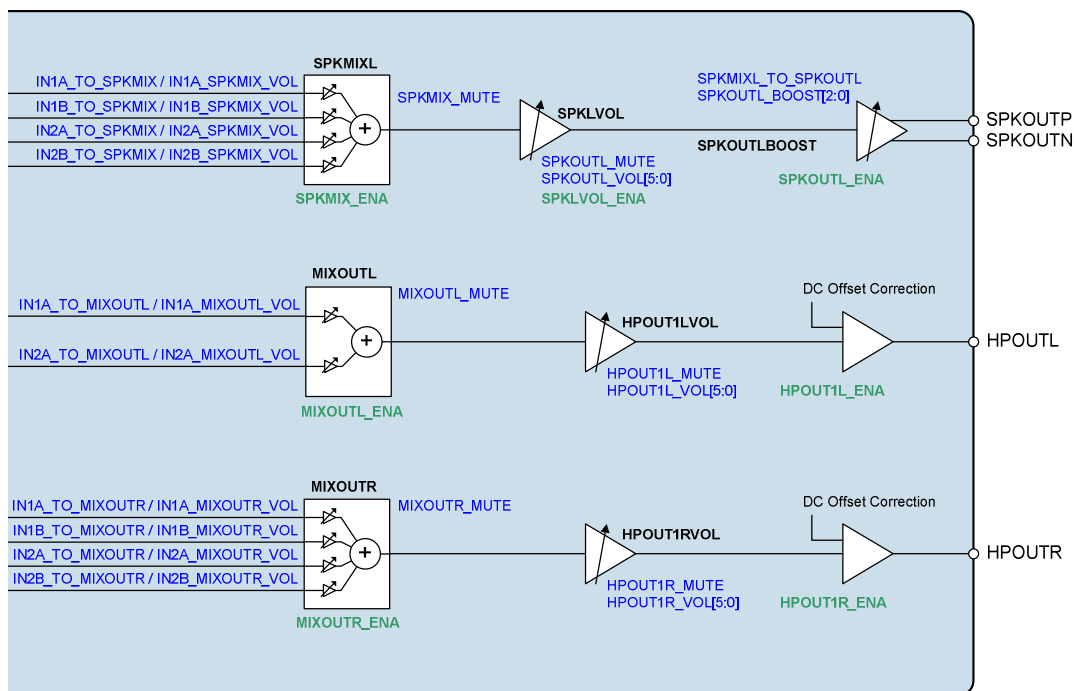 SPKMIXL
IN1A_TO_SPKMIX / IN1A_SPKMIX_VOL
IN1B_TO_SPKMIX / IN1B_SPKMIX_VOL
IN2A_TO_SPKMIX / IN2A_SPKMIX_VOL
IN2B_TO_SPKMIX / IN2B_SPKMIX_VOL
+
SPKMIX_ENA
SPKMIX_MUTE
SPKLVOL
SPKOUTL_MUTE
SPKOUTL_VOL[5:0]
SPKLVOL_ENA
SPKMIXL_TO_SPKOUTL
SPKOUTL_BOOST[2:0]
SPKOUTLBOOST
SPKOUTL_ENA
SPKOUTP
SPKOUTN
MIXOUTL
IN1A_TO_MIXOUTL / IN1A_MIXOUTL_VOL
IN2A_TO_MIXOUTL / IN2A_MIXOUTL_VOL
+
MIXOUTL_ENA
MIXOUTL_MUTE
HPOUT1LVOL
HPOUT1L_MUTE
HPOUT1L_VOL[5:0]
DC Offset Correction
HPOUT1L_ENA
HPOUTL
MIXOUTR
IN1A_TO_MIXOUTR / IN1A_MIXOUTR_VOL
IN1B_TO_MIXOUTR / IN1B_MIXOUTR_VOL
IN2A_TO_MIXOUTR / IN2A_MIXOUTR_VOL
IN2B_TO_MIXOUTR / IN2B_MIXOUTR_VOL
+
MIXOUTR_ENA
MIXOUTR_MUTE
HPOUT1RVOL
HPOUT1R_MUTE
HPOUT1R_VOL[5:0]
DC Offset Correction
HPOUT1R_ENA
HPOUTR